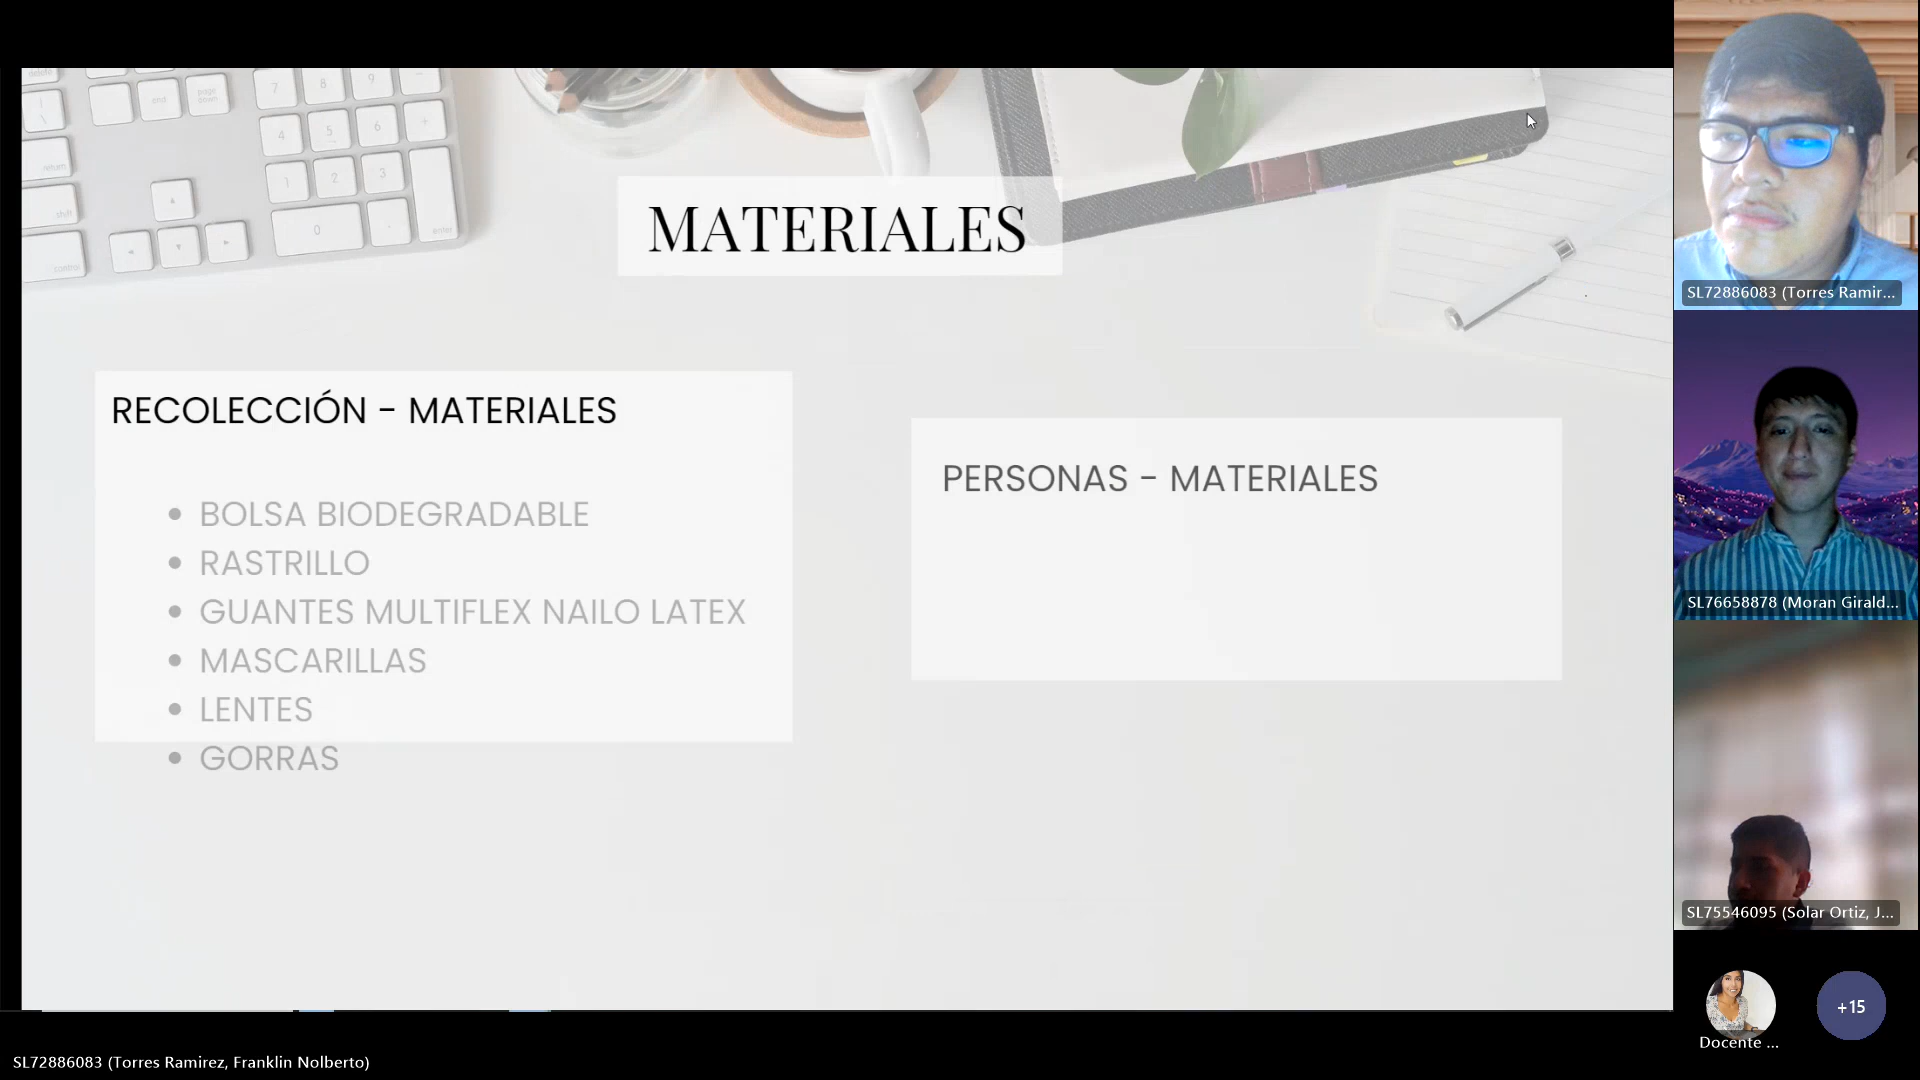 MATERIALES
RECOLECCIÓN - MATERIALES
• BOLSA BIODEGRADABLE
• RASTRILLO
• GUANTES MULTIFLEX NAILO LATEX
• MASCARILLAS
• LENTES
• GORRAS
PERSONAS - MATERIALES
SL72886083 (Torres Ramir...
SL76658878 (Moran Girald...
SL75546095 (Solar Ortiz, J...
Docente ...
+15
SL72886083 (Torres Ramirez, Franklin Nolberto)